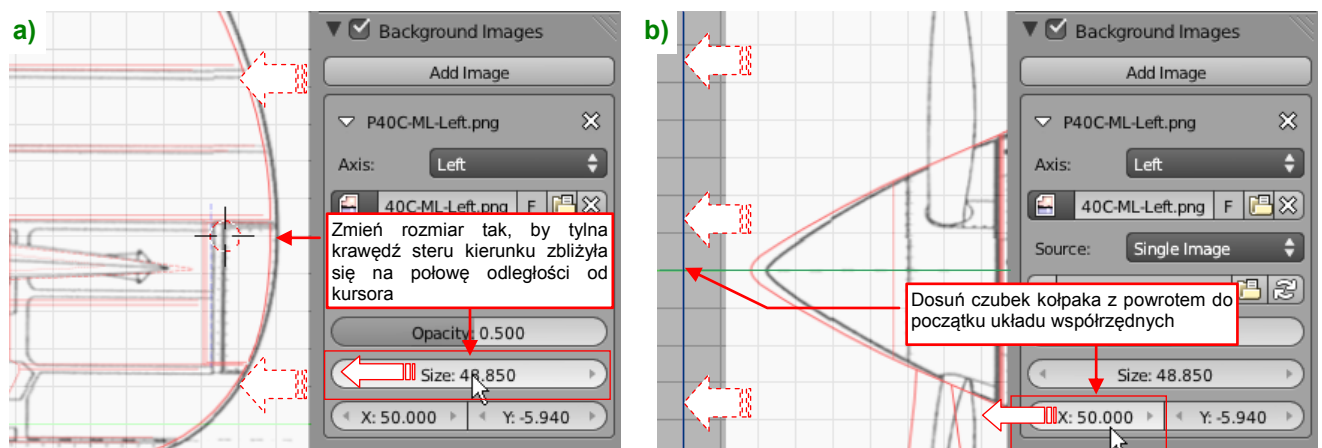 a)
Background Images
Add Image
P40C-ML-Left.png
Axis:
Left
40C-ML-Left.png
F
Zmień rozmiar tak, by tylna
krawędź steru kierunku zbliżyła
się na połowę odległości od
kursora
Opacity: 0.500
Size: 48.850
X: 50.000
Y: -5.940
b)
Background Images
Add Image
P40C-ML-Left.png
Axis:
Left
40C-ML-Left.png
F
Source:
Single Image
Dosuń czubek kołpaka z powrotem do
początku układu współrzędnych
Size: 48.850
X: 50.000
Y: -5.940